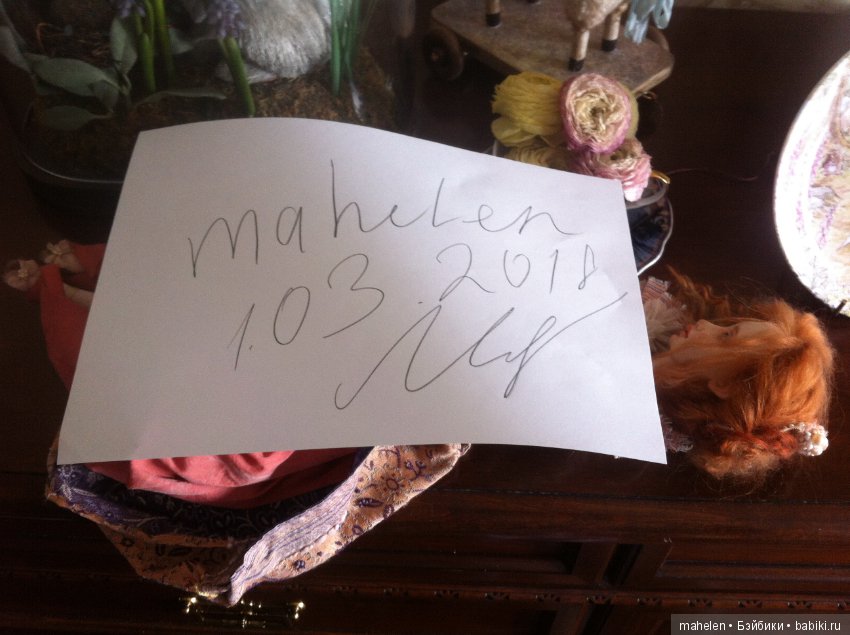 mahelen
1.03.2018
mahelen • Бэйбики • babiki.ru